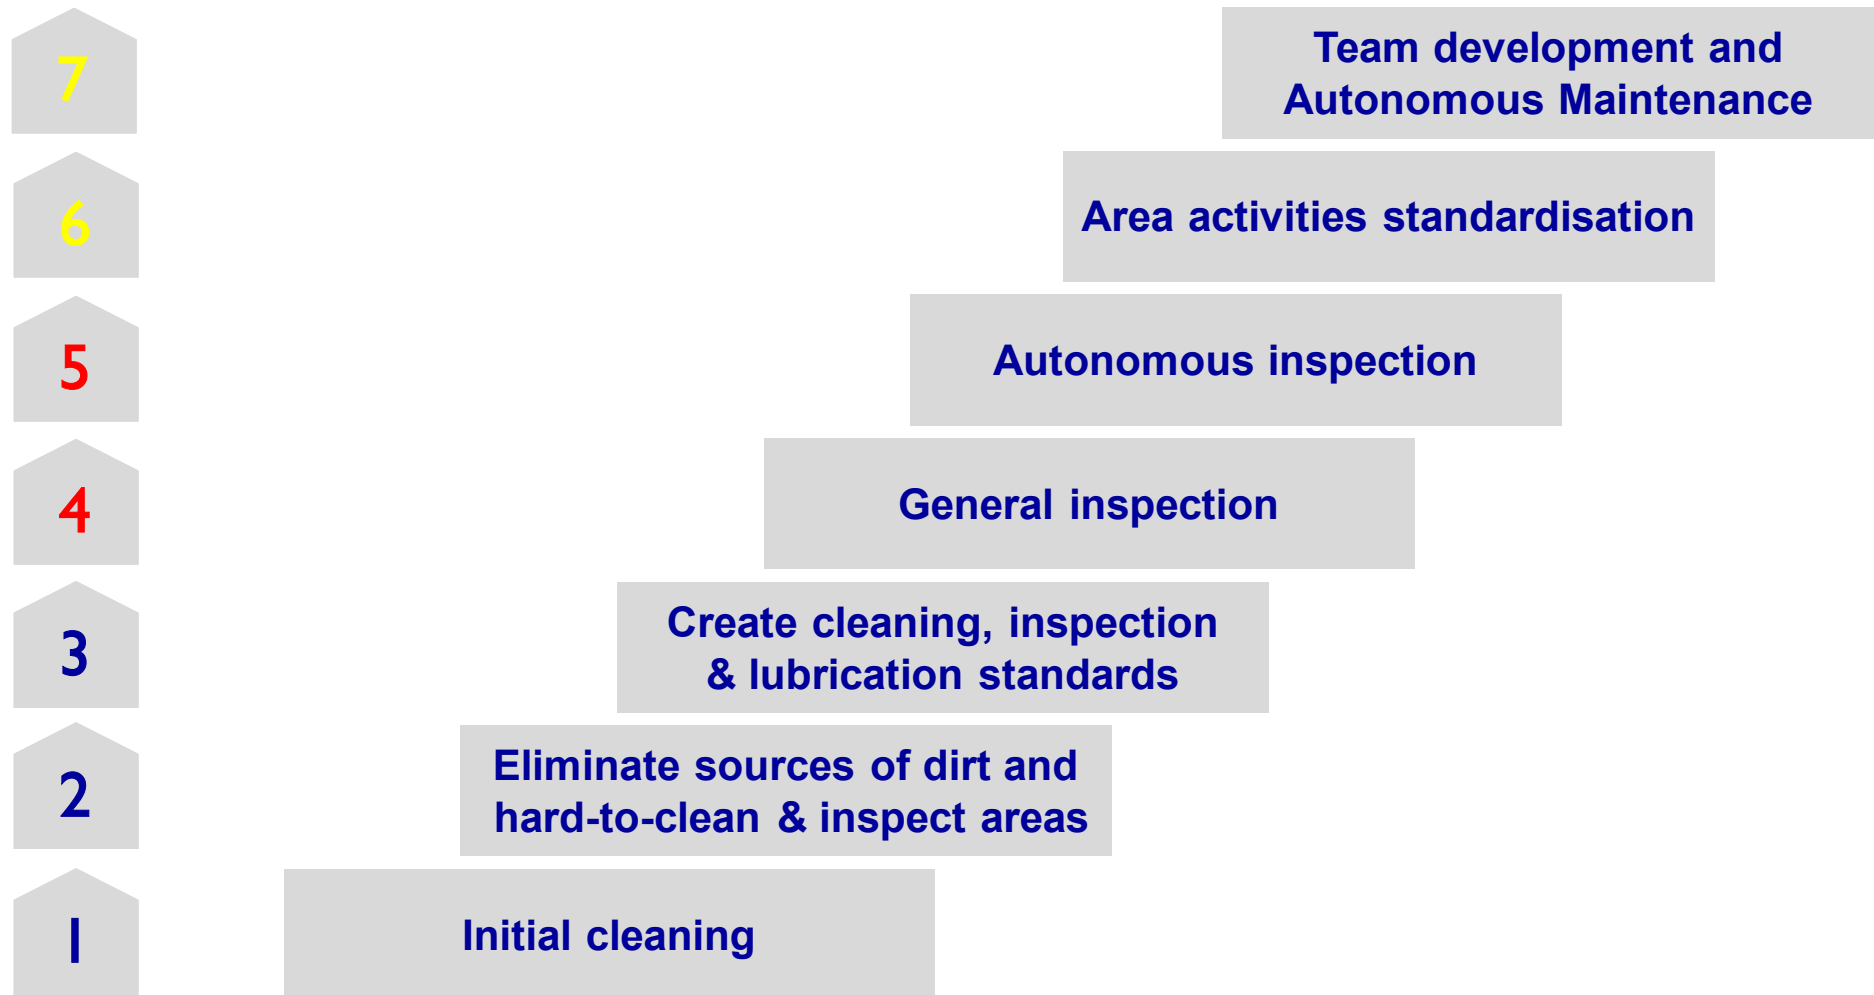 7
Team development and
Autonomous Maintenance
6
Area activities standardisation
5
Autonomous inspection
4
General inspection
3
Create cleaning, inspection
& lubrication standards
2
Eliminate sources of dirt and
hard-to-clean & inspect areas
1
Initial cleaning